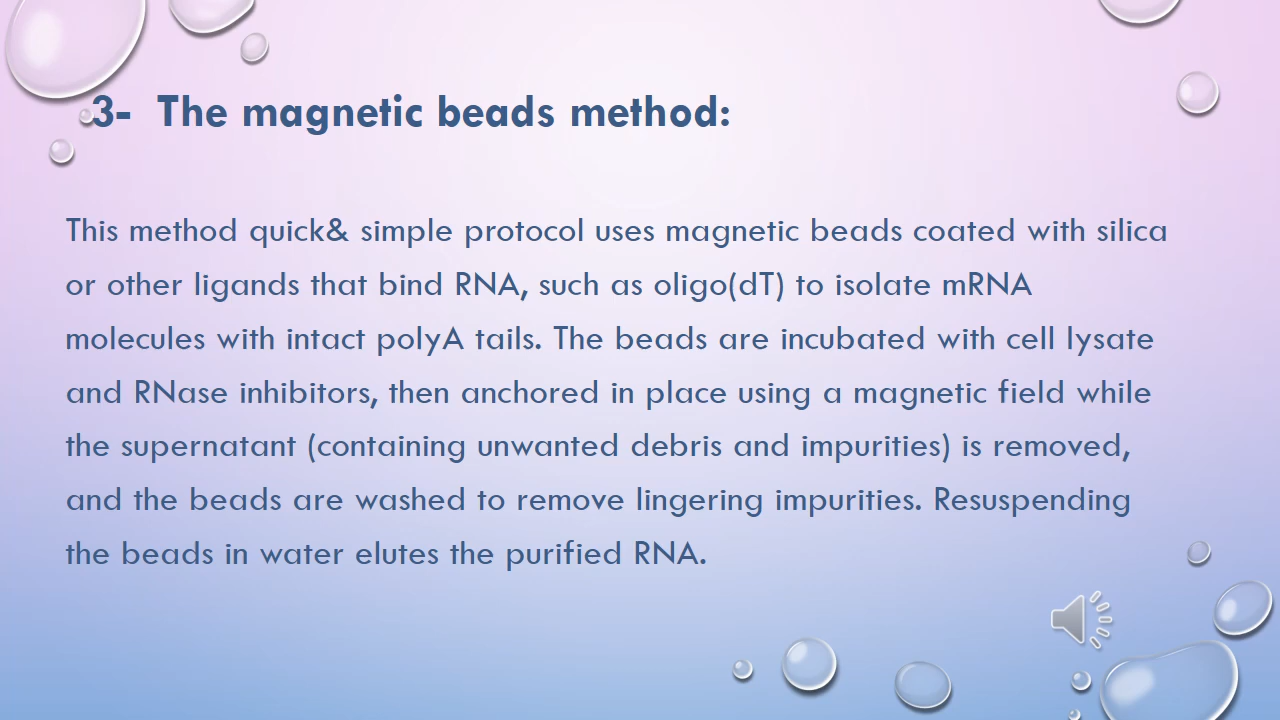 3- The magnetic beads method:
This method quick& simple protocol uses magnetic beads coated with silica
or other ligands that bind RNA, such as oligo(dT) to isolate mRNA
molecules with intact polyA tails. The beads are incubated with cell lysate
and RNase inhibitors, then anchored in place using a magnetic field while
the supernatant (containing unwanted debris and impurities) is removed,
and the beads are washed to remove lingering impurities. Resuspending
the beads in water elutes the purified RNA.